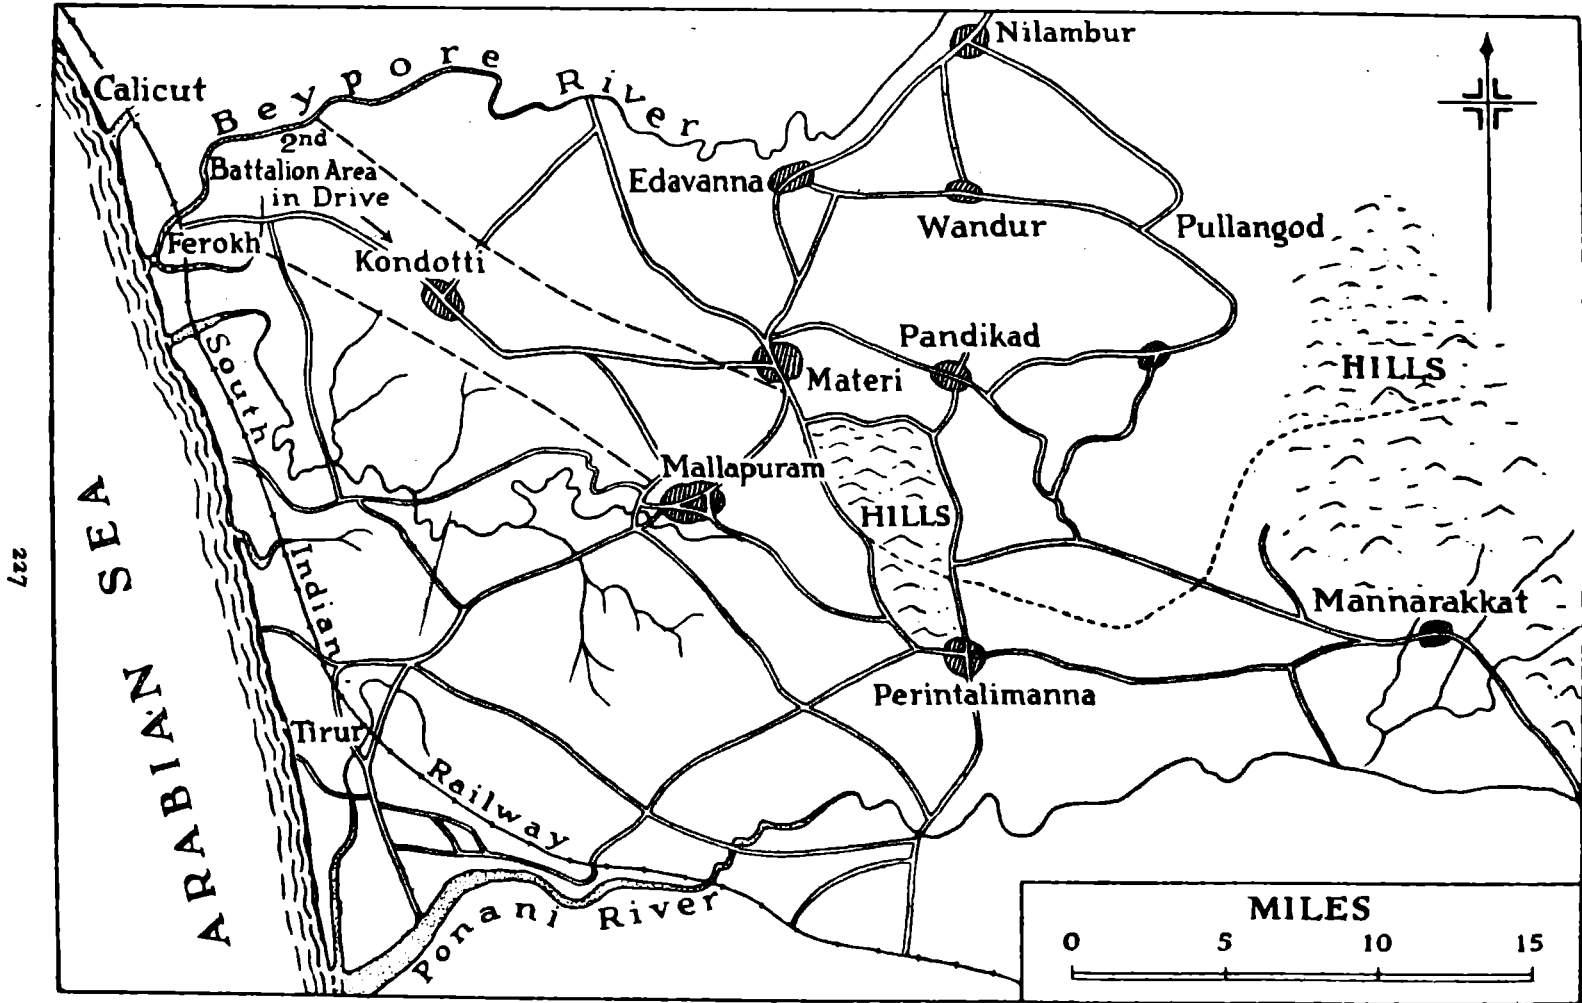 Nilambur
Calicut
Beypore River
2nd
Battalion Area
in Drive
Edavanna
Wandur
Pullangod
Ferokh
Kondotti
Pandikad
Materi
HILLS
South Indian Railway
Mallapuram
HILLS
ARABIAN SEA
227
Mannarakkat
Perintalimanna
Tirur
Ponani River
MILES
0 5 10 15